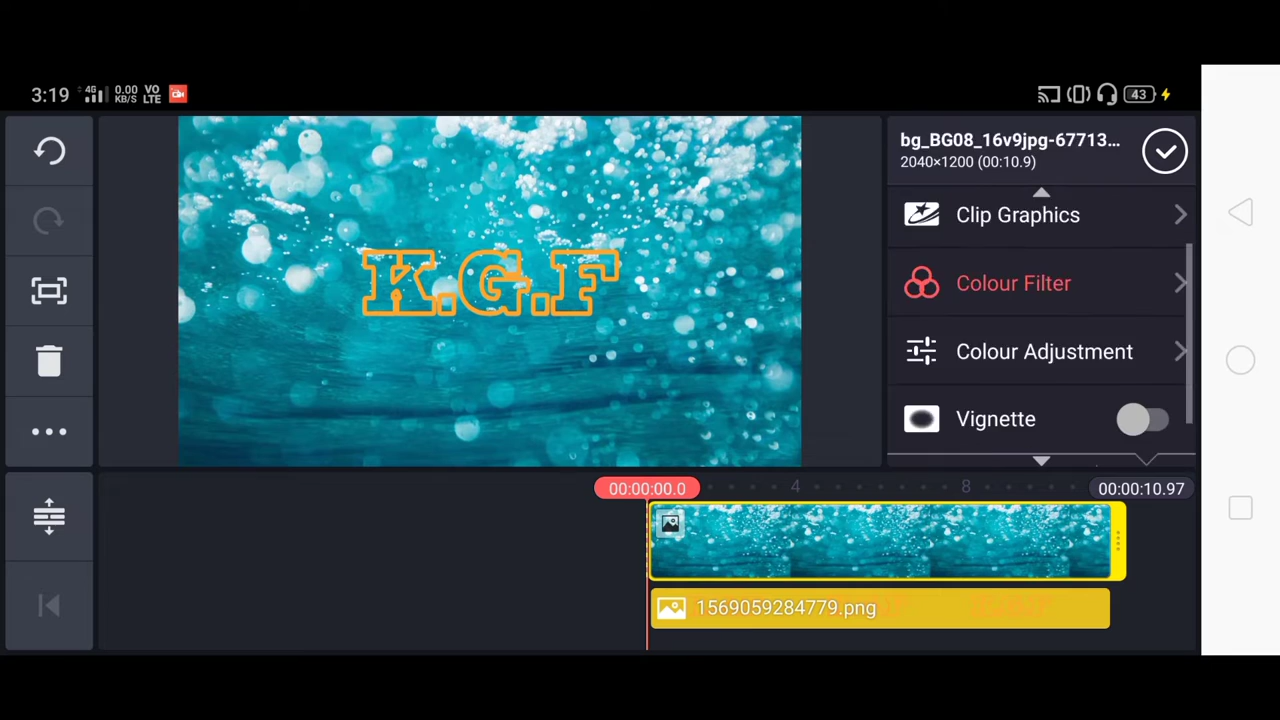 3:19 4G 0.00 KB/S VO LTE 43
bg_BG08_16v9jpg-67713...
2040×1200 (00:10.9)
Clip Graphics
K.G.F
Colour Filter
Colour Adjustment
Vignette
00:00:00.0 4 8 00:00:10.97
1569059284779.png